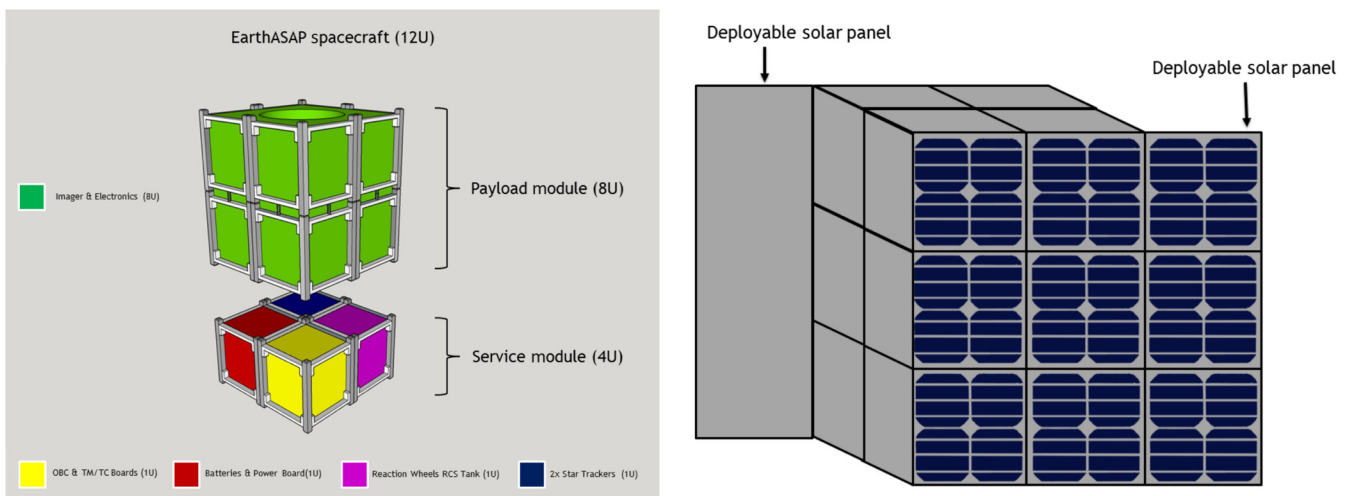 EarthASAP spacecraft (12U)
Imager & Electronics (8U)
Payload module (8U)
Service module (4U)
OBC & TM/TC Boards (1U)
Batteries & Power Board(1U)
Reaction Wheels RCS Tank (1U)
2x Star Trackers (1U)
Deployable solar panel
Deployable solar panel